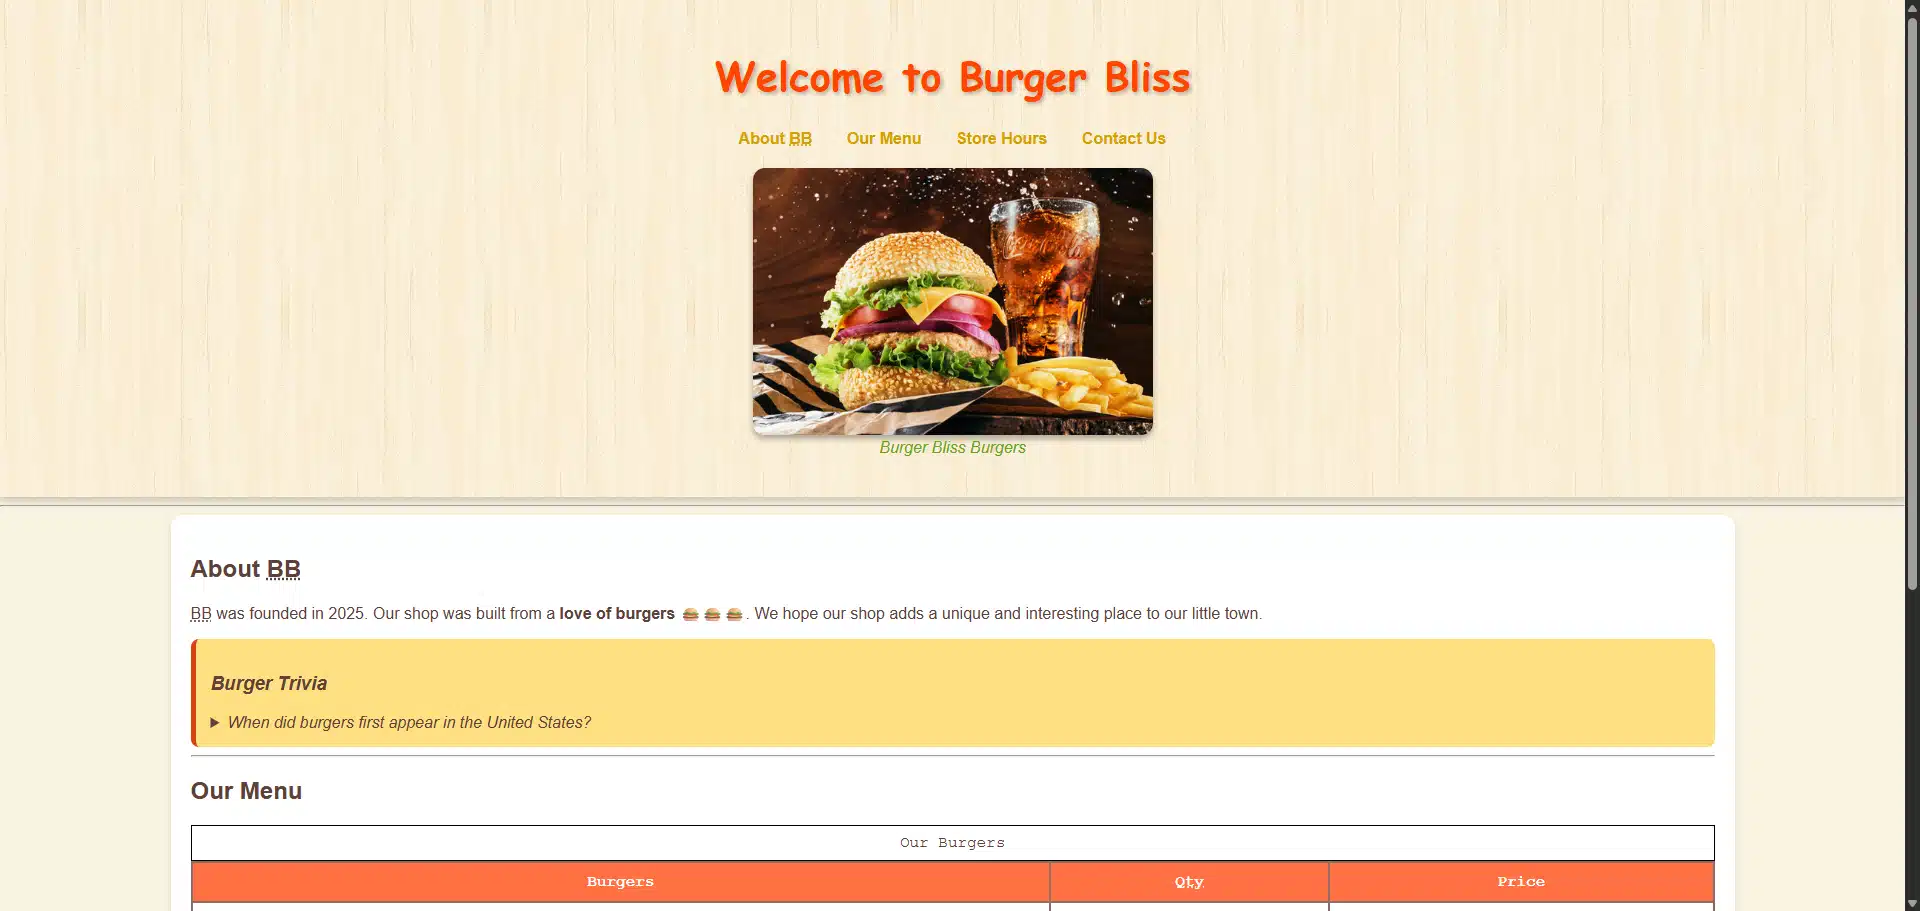 Welcome to Burger Bliss
About BB Our Menu Store Hours Contact Us
Coca-Cola
Burger Bliss Burgers
About BB
BB was founded in 2025. Our shop was built from a love of burgers 🍔 🍔 🍔 . We hope our shop adds a unique and interesting place to our little town.
Burger Trivia
▶ When did burgers first appear in the United States?
Our Menu
Our Burgers
Burgers Qty Price